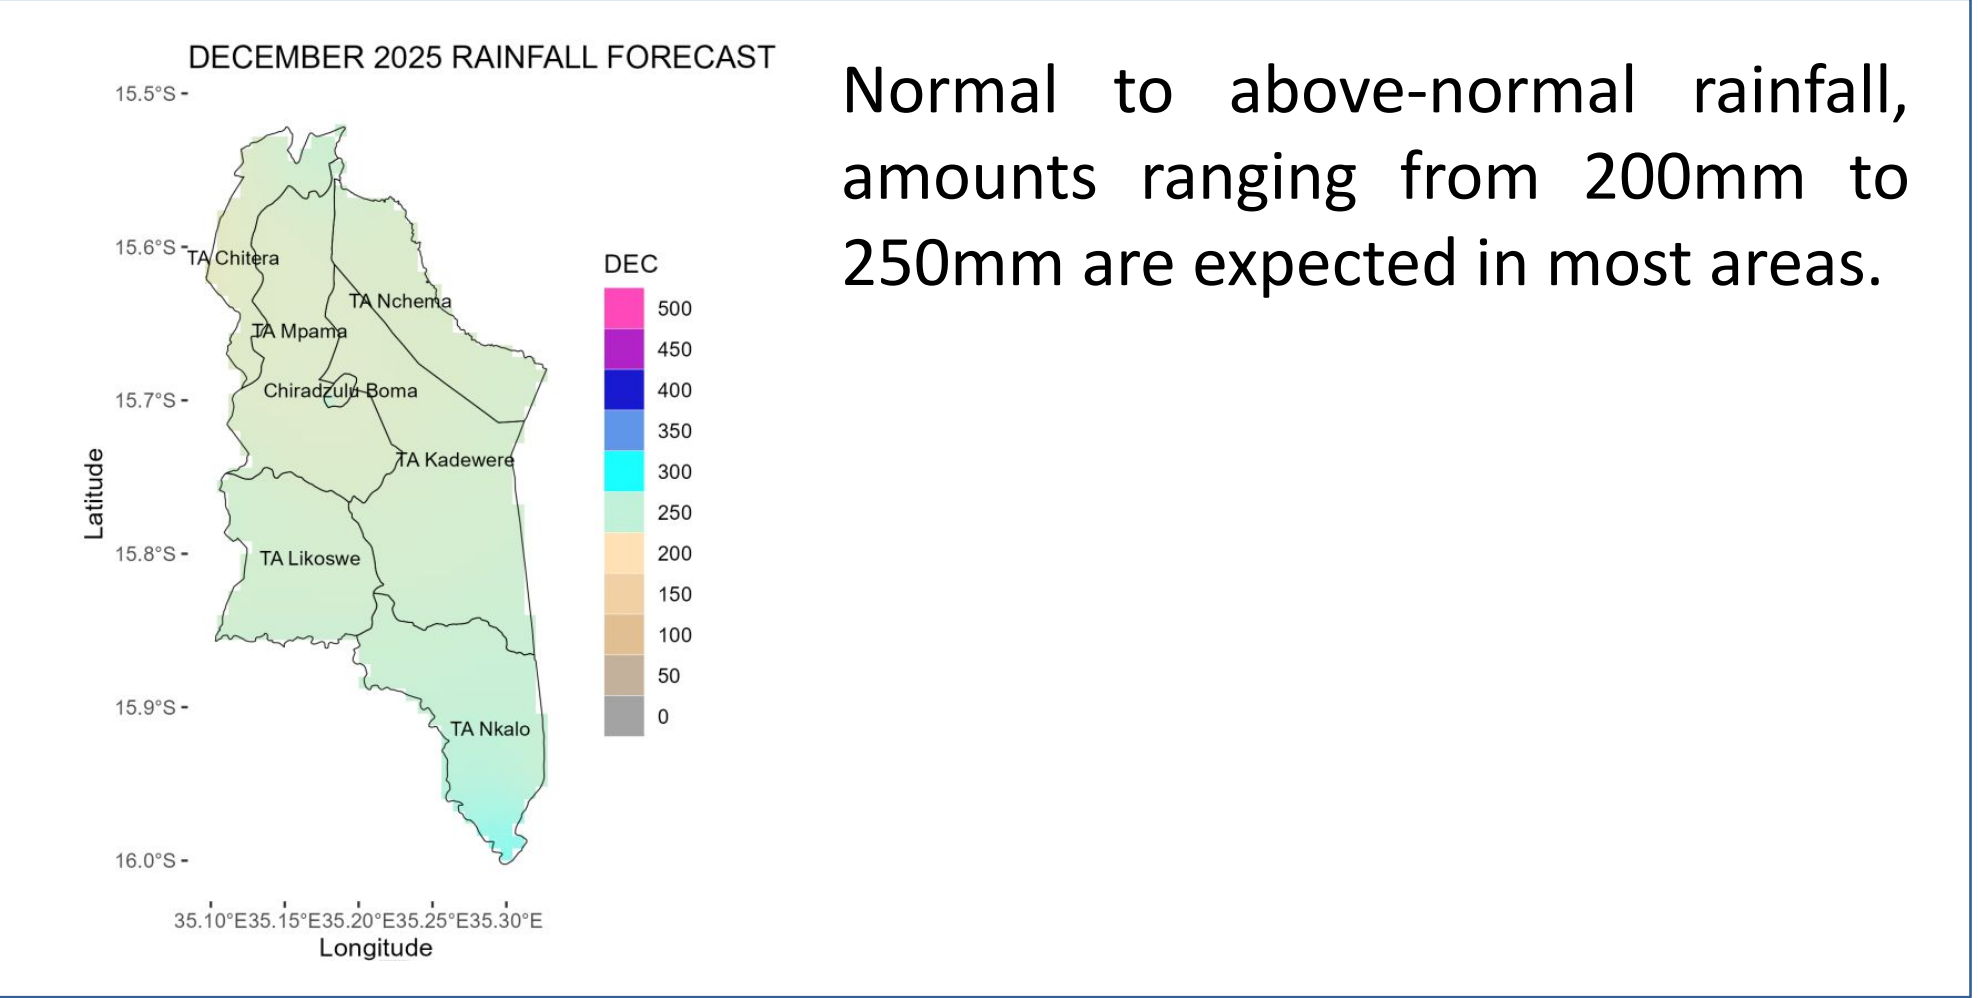 DECEMBER 2025 RAINFALL FORECAST
15.5°S
15.6°S
15.7°S
15.8°S
15.9°S
16.0°S
Latitude
TA Chitera
TA Nchema
TA Mpama
Chiradzulu Boma
TA Kadewere
TA Likoswe
TA Nkalo
35.10°E35.15°E35.20°E35.25°E35.30°E
Longitude
DEC
500
450
400
350
300
250
200
150
100
50
0
Normal to above-normal rainfall,
amounts ranging from 200mm to
250mm are expected in most areas.